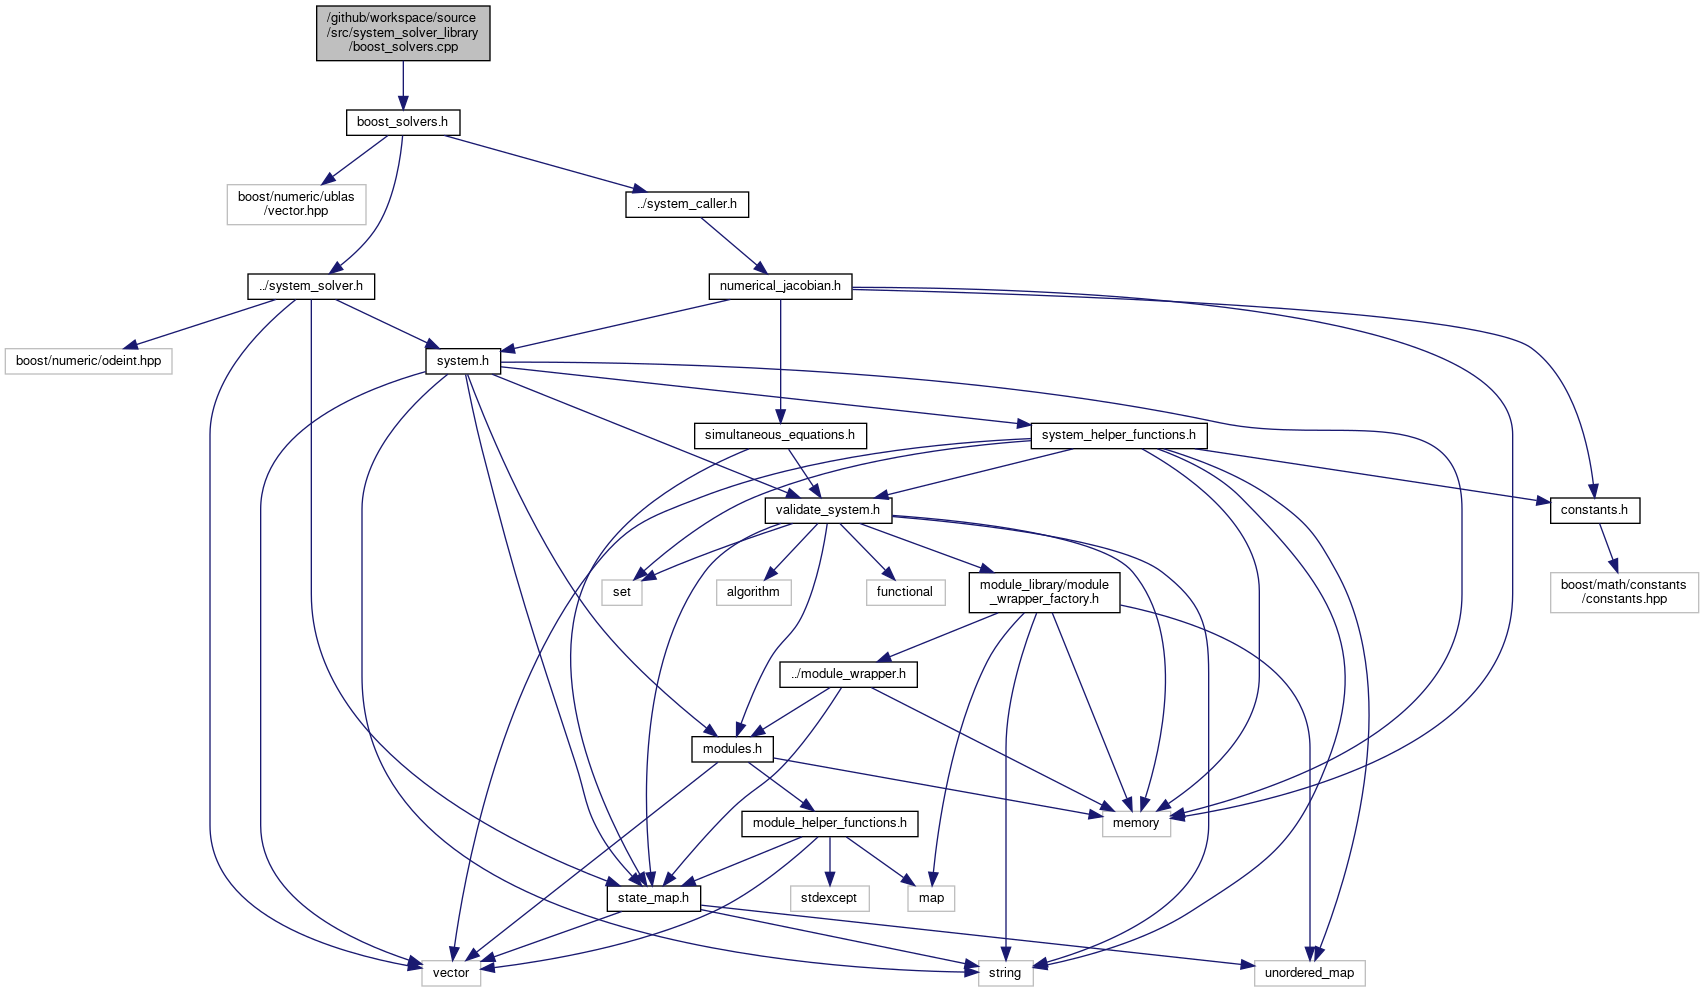 /github/workspace/source
/src/system_solver_library
/boost_solvers.cpp
boost_solvers.h
boost/numeric/ublas
/vector.hpp
../system_caller.h
../system_solver.h
numerical_jacobian.h
boost/numeric/odeint.hpp
system.h
simultaneous_equations.h
system_helper_functions.h
validate_system.h
constants.h
set
algorithm
functional
module_library/module
_wrapper_factory.h
boost/math/constants
/constants.hpp
../module_wrapper.h
modules.h
module_helper_functions.h
memory
state_map.h
stdexcept
map
vector
string
unordered_map